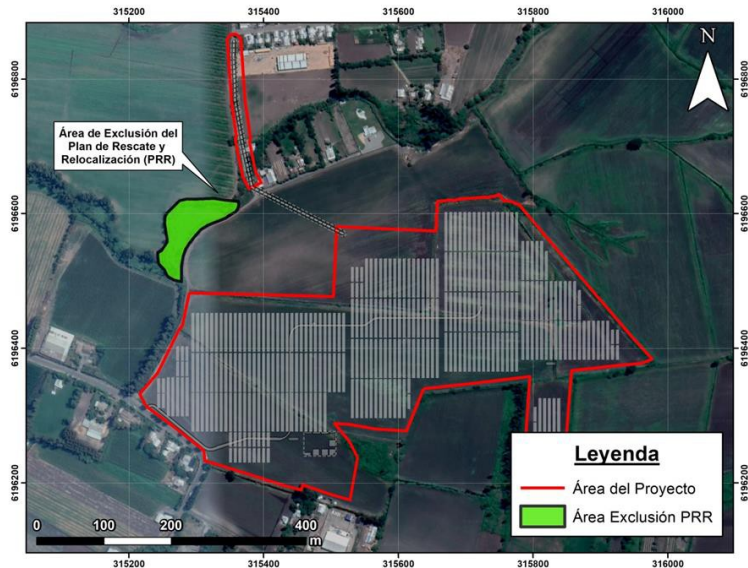 315200 315400 315600 315800 316000
N
6196800 6196800
Área de Exclusión del
Plan de Rescate y
Relocalización (PRR)
6196600 6196600
6196400 6196400
Leyenda
Área del Proyecto
6196200 6196200
Área Exclusión PRR
0 100 200 400
m
315200 315400 315600 315800 316000